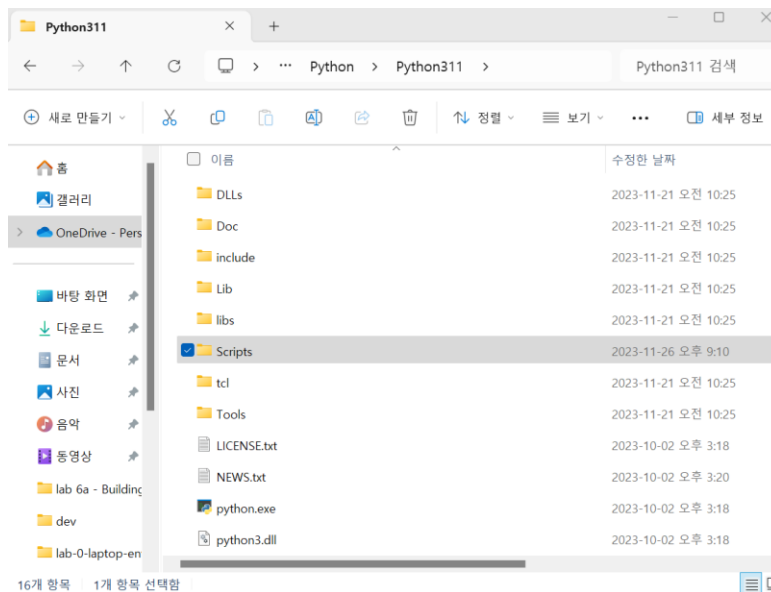 Python311
Python > Python311 >
Python311 검색
새로 만들기
정렬
보기
세부 정보
홈
갤러리
OneDrive - Pers
바탕 화면
다운로드
문서
사진
음악
동영상
lab 6a - Building
dev
lab-0-laptop-en
이름 수정한 날짜
DLLs 2023-11-21 오전 10:25
Doc 2023-11-21 오전 10:25
include 2023-11-21 오전 10:25
Lib 2023-11-21 오전 10:25
libs 2023-11-21 오전 10:25
Scripts 2023-11-26 오후 9:10
tcl 2023-11-21 오전 10:25
Tools 2023-11-21 오전 10:25
LICENSE.txt 2023-10-02 오후 3:18
NEWS.txt 2023-10-02 오후 3:20
python.exe 2023-10-02 오후 3:18
python3.dll 2023-10-02 오후 3:18
16개 항목 1개 항목 선택함